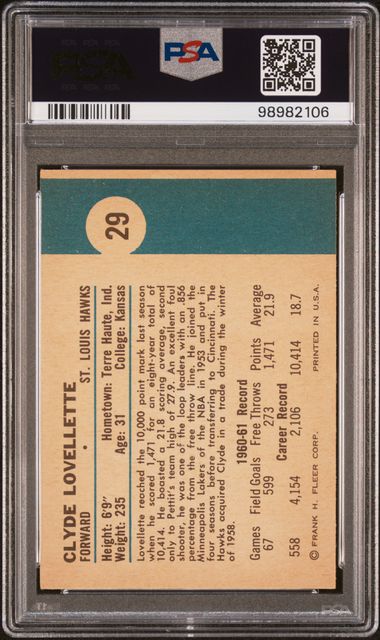 PSA
PSA
98982106
29
CLYDE LOVELLETTE
FORWARD • ST. LOUIS HAWKS
Height: 6'9" Hometown: Terre Haute, Ind.
Weight: 235 Age: 31 College: Kansas
Lovellette reached the 10,000 point mark last season
when he scored 1,471 for an eight-year total of
10,414. He boasted a 21.8 scoring average, second
only to Pettit's team high of 27.9. An excellent foul
shooter, he was one of the loop leaders with an .856
percentage from the free throw line. He joined the
Minneapolis Lakers of the NBA in 1953 and put in
four seasons before transferring to Cincinnati. The
Hawks acquired Clyde in a trade during the winter
of 1958.
1960-61 Record
Games Field Goals Free Throws Points Average
67 599 273 1,471 21.9
Career Record
558 4,154 2,106 10,414 18.7
© FRANK H. FLEER CORP. PRINTED IN U.S.A.
PSA